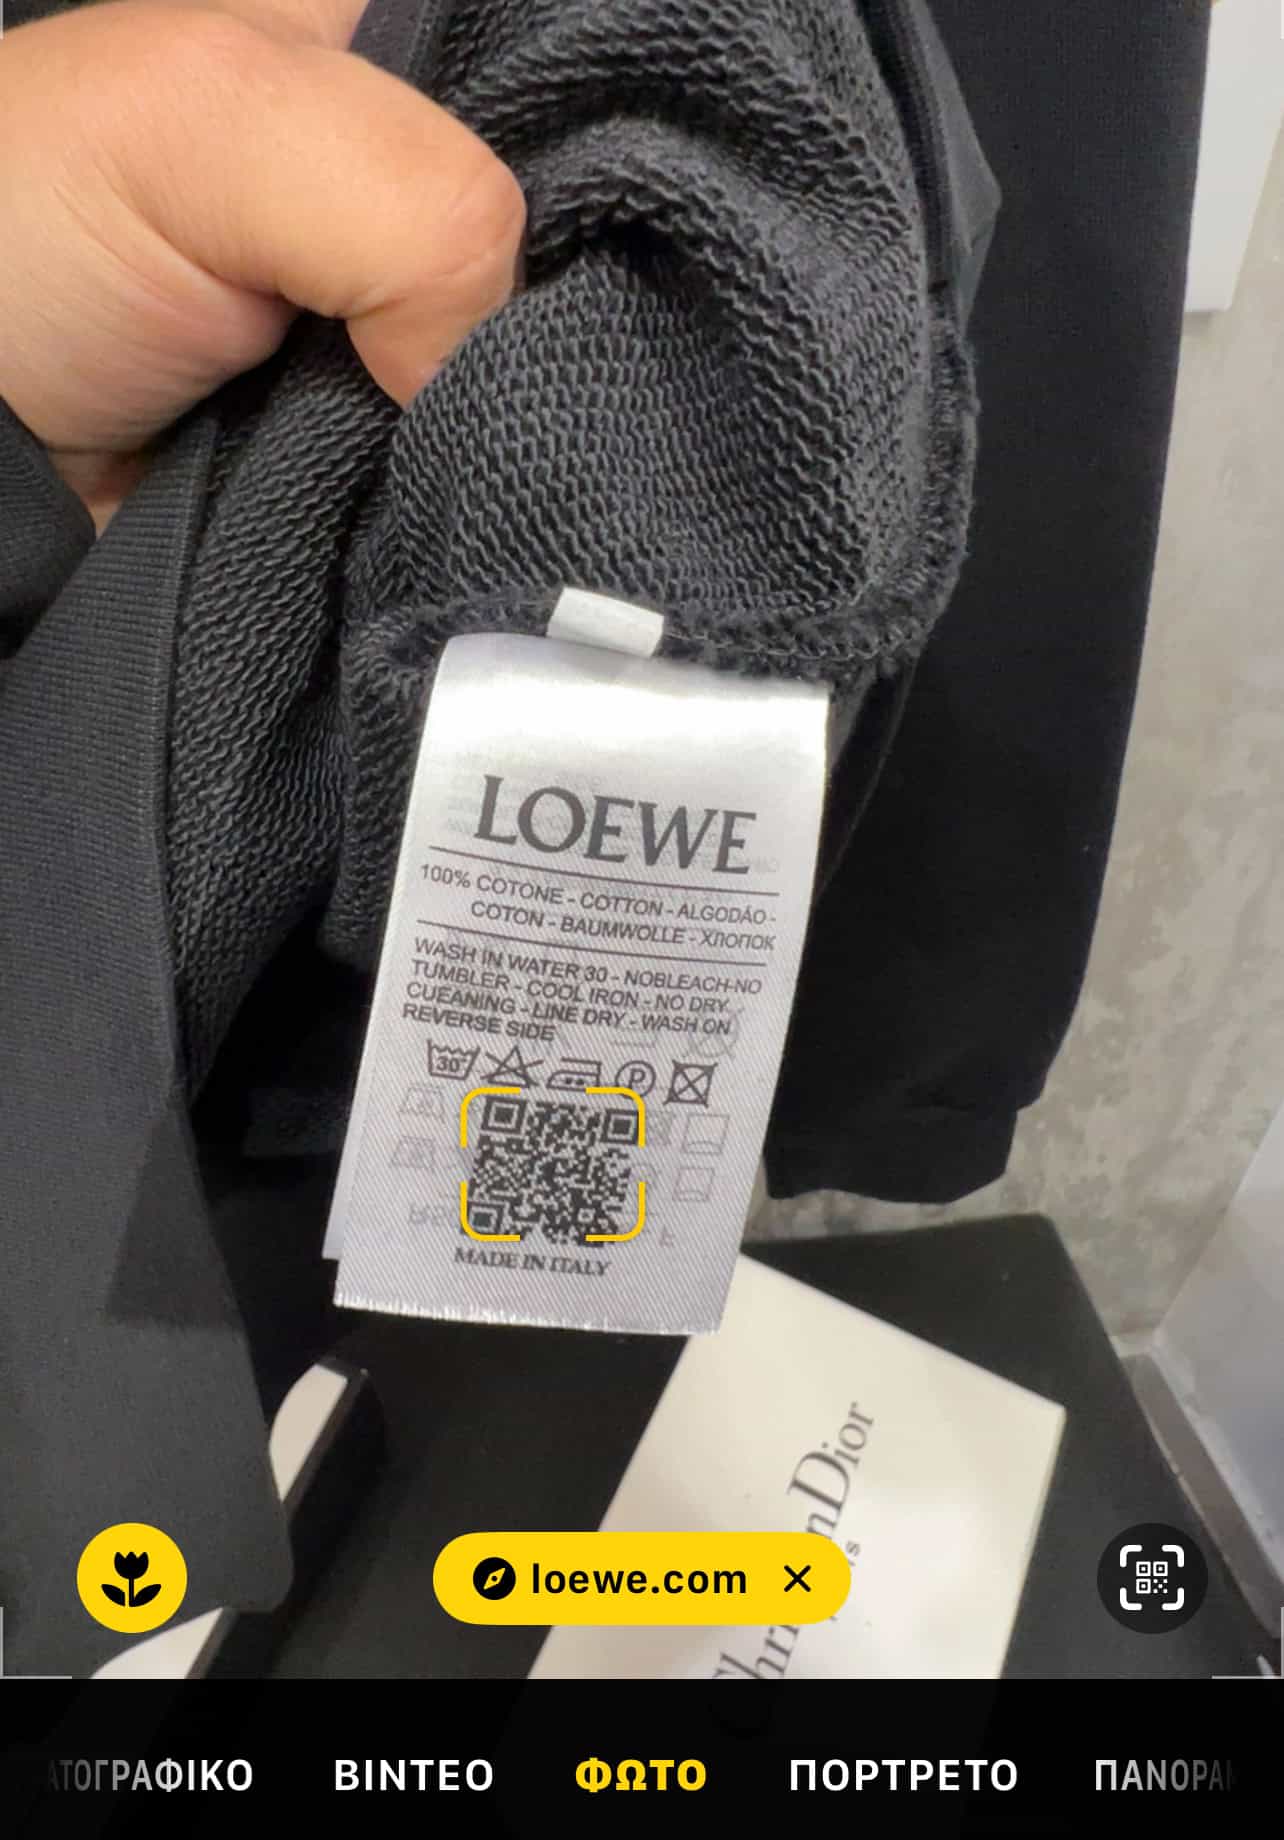 LOEWE
100% COTONE - COTTON - ALGODÁO -
COTON - BAUMWOLLE - ХЛОПОК
WASH IN WATER 30 - NOBLEACH-NO
TUMBLER - COOL IRON - NO DRY
CUEANING - LINE DRY - WASH ON
REVERSE SIDE
30°
P
MADE IN ITALY
loewe.com
ΒΙΝΤΕΟ
ΦΩΤΟ
ΠΟΡΤΡΕΤΟ